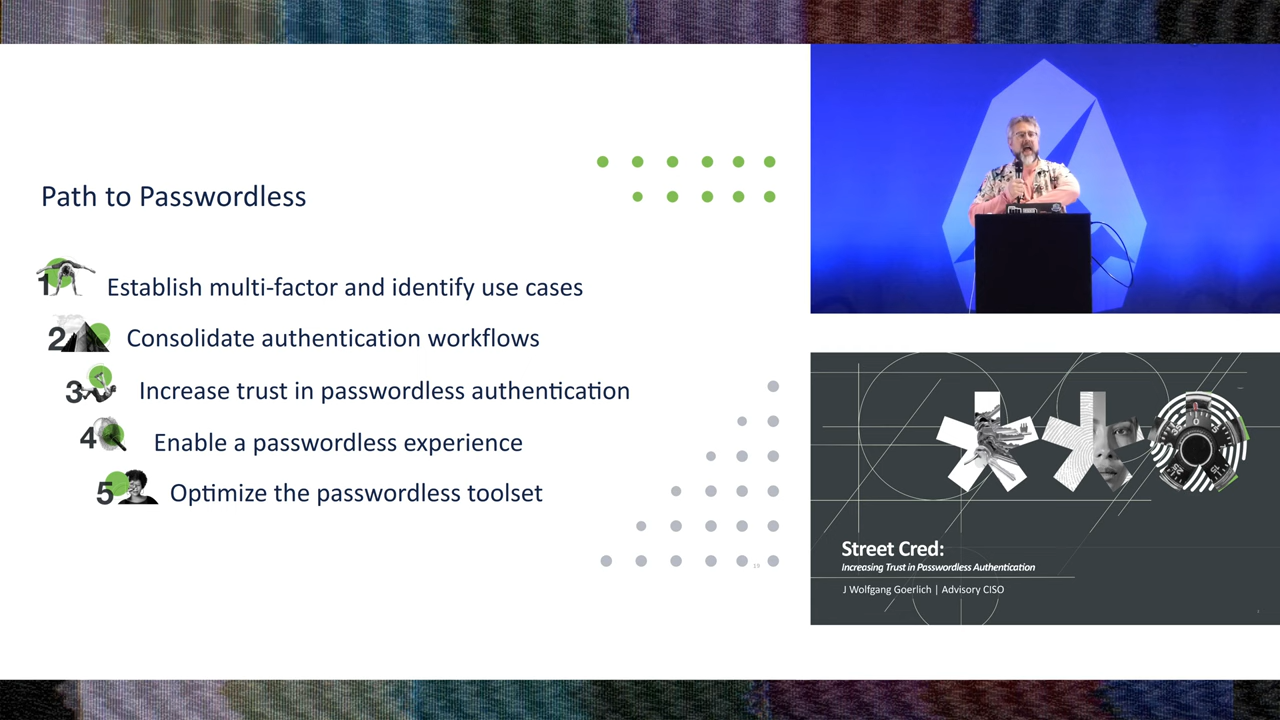 Path to Passwordless
1 Establish multi-factor and identify use cases
2 Consolidate authentication workflows
3 Increase trust in passwordless authentication
4 Enable a passwordless experience
5 Optimize the passwordless toolset
19
Street Cred:
Increasing Trust in Passwordless Authentication
J Wolfgang Goerlich | Advisory CISO